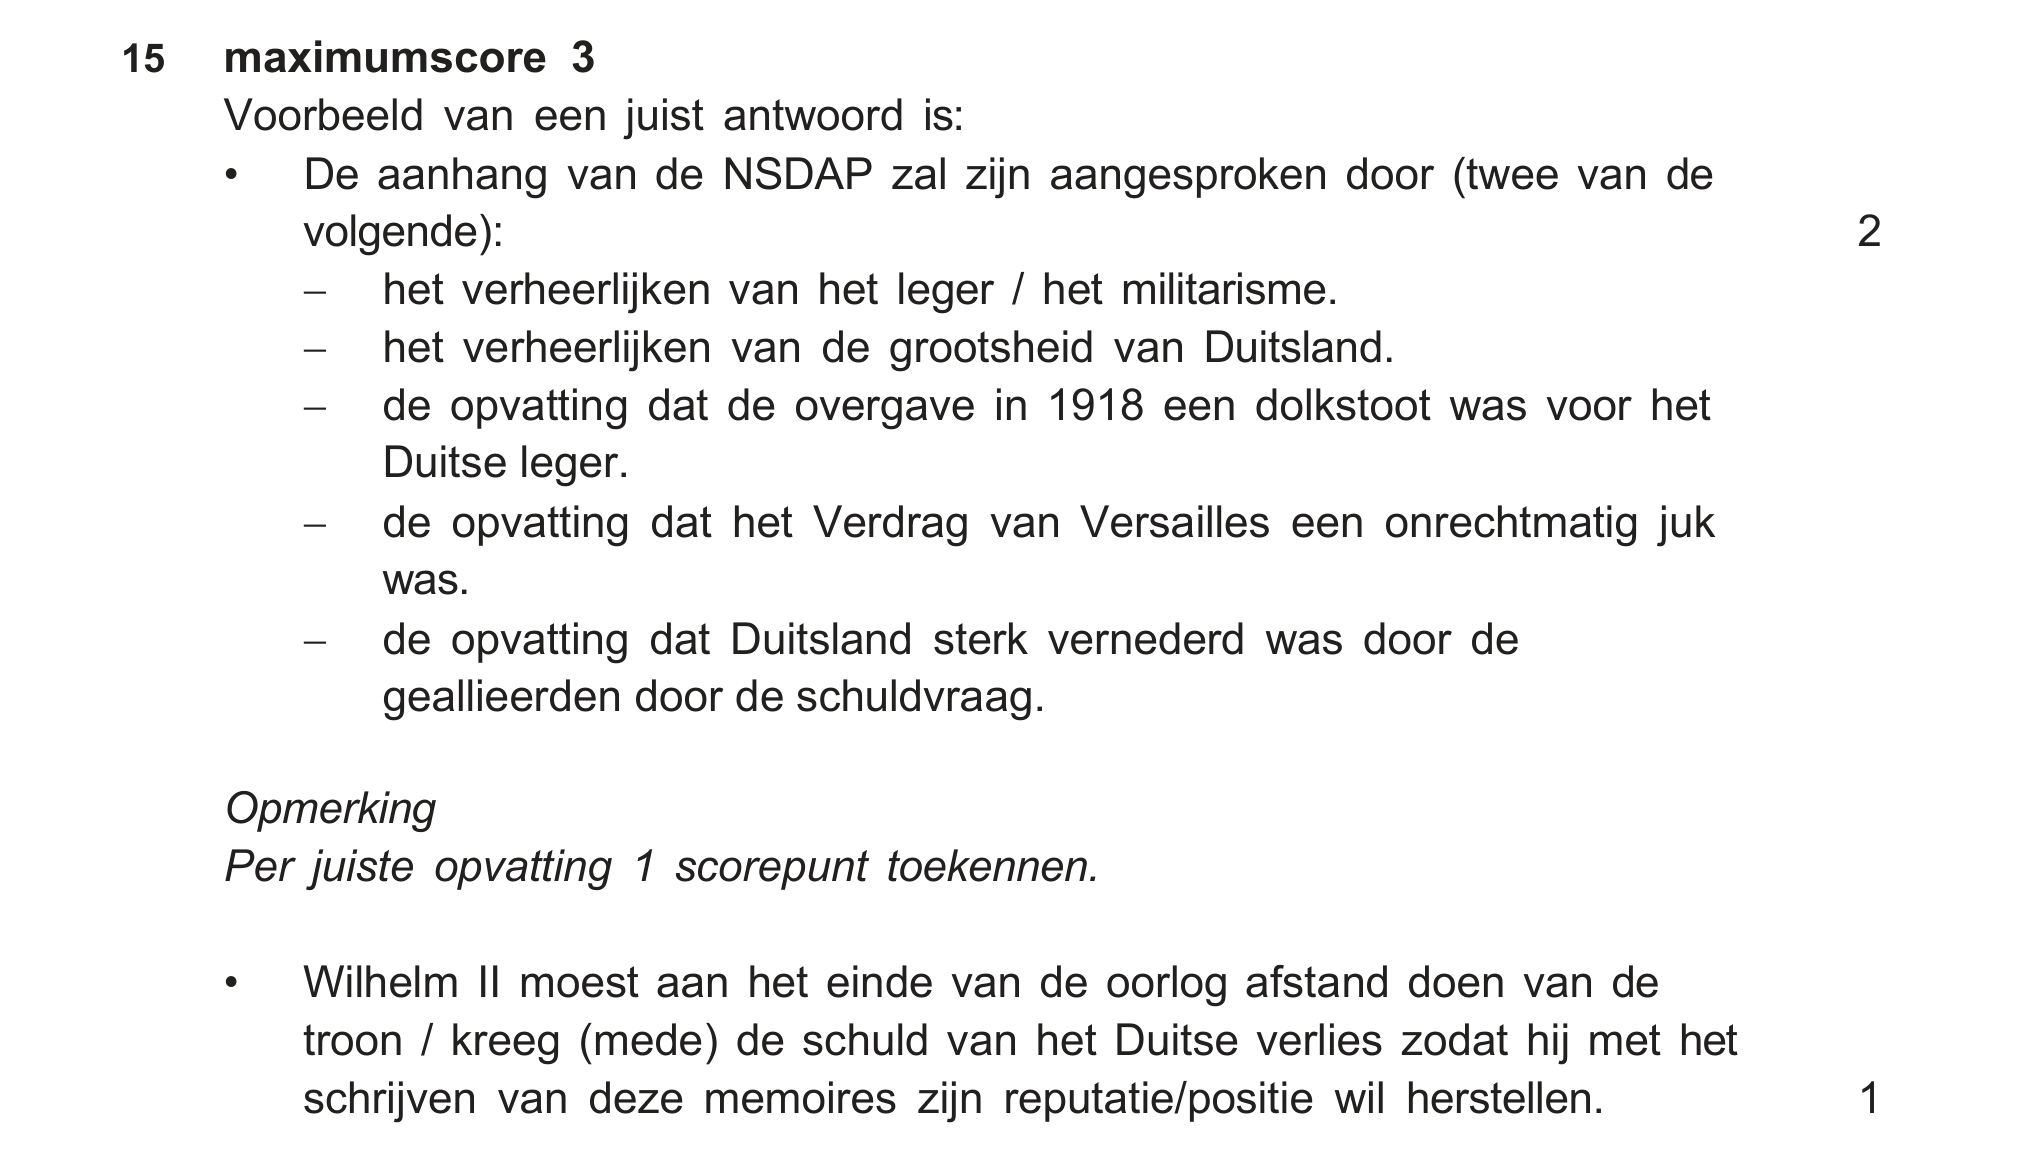 15 maximumscore 3
Voorbeeld van een juist antwoord is:
• De aanhang van de NSDAP zal zijn aangesproken door (twee van de
volgende): 2
– het verheerlijken van het leger / het militarisme.
– het verheerlijken van de grootsheid van Duitsland.
– de opvatting dat de overgave in 1918 een dolkstoot was voor het
Duitse leger.
– de opvatting dat het Verdrag van Versailles een onrechtmatig juk
was.
– de opvatting dat Duitsland sterk vernederd was door de
geallieerden door de schuldvraag.
Opmerking
Per juiste opvatting 1 scorepunt toekennen.
• Wilhelm II moest aan het einde van de oorlog afstand doen van de
troon / kreeg (mede) de schuld van het Duitse verlies zodat hij met het
schrijven van deze memoires zijn reputatie/positie wil herstellen. 1